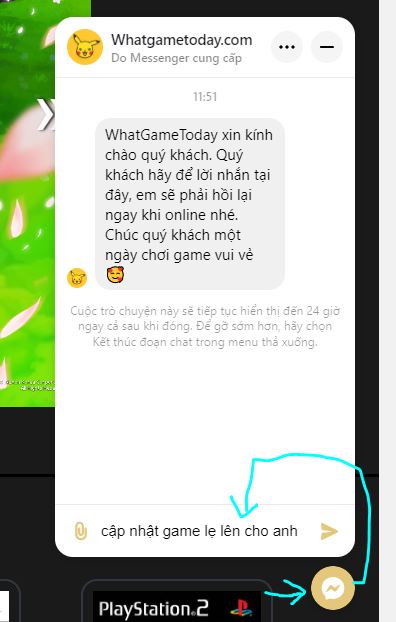 Whatgametoday.com
Do Messenger cung cấp
11:51
WhatGameToday xin kính
chào quý khách. Quý
khách hãy để lời nhắn tại
đây, em sẽ phải hồi lại
ngay khi online nhé.
Chúc quý khách một
ngày chơi game vui vẻ
🥰
Cuộc trò chuyện này sẽ tiếp tục hiển thị đến 24 giờ
ngay cả sau khi đóng. Để gỡ sớm hơn, hãy chọn
Kết thúc đoạn chat trong menu thả xuống.
cập nhật game lẹ lên cho anh
PlayStation.2